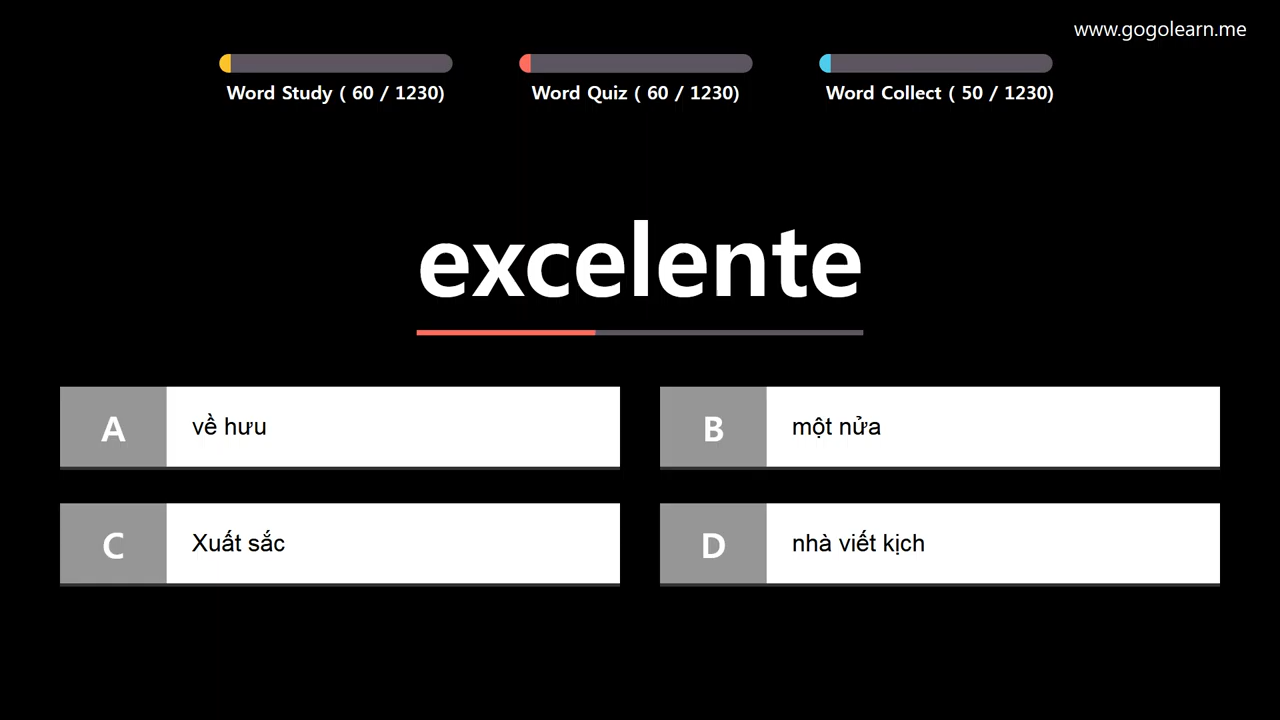 www.gogolearn.me
Word Study ( 60 / 1230)
Word Quiz ( 60 / 1230)
Word Collect ( 50 / 1230)
excelente
A
về hưu
B
một nửa
C
Xuất sắc
D
nhà viết kịch